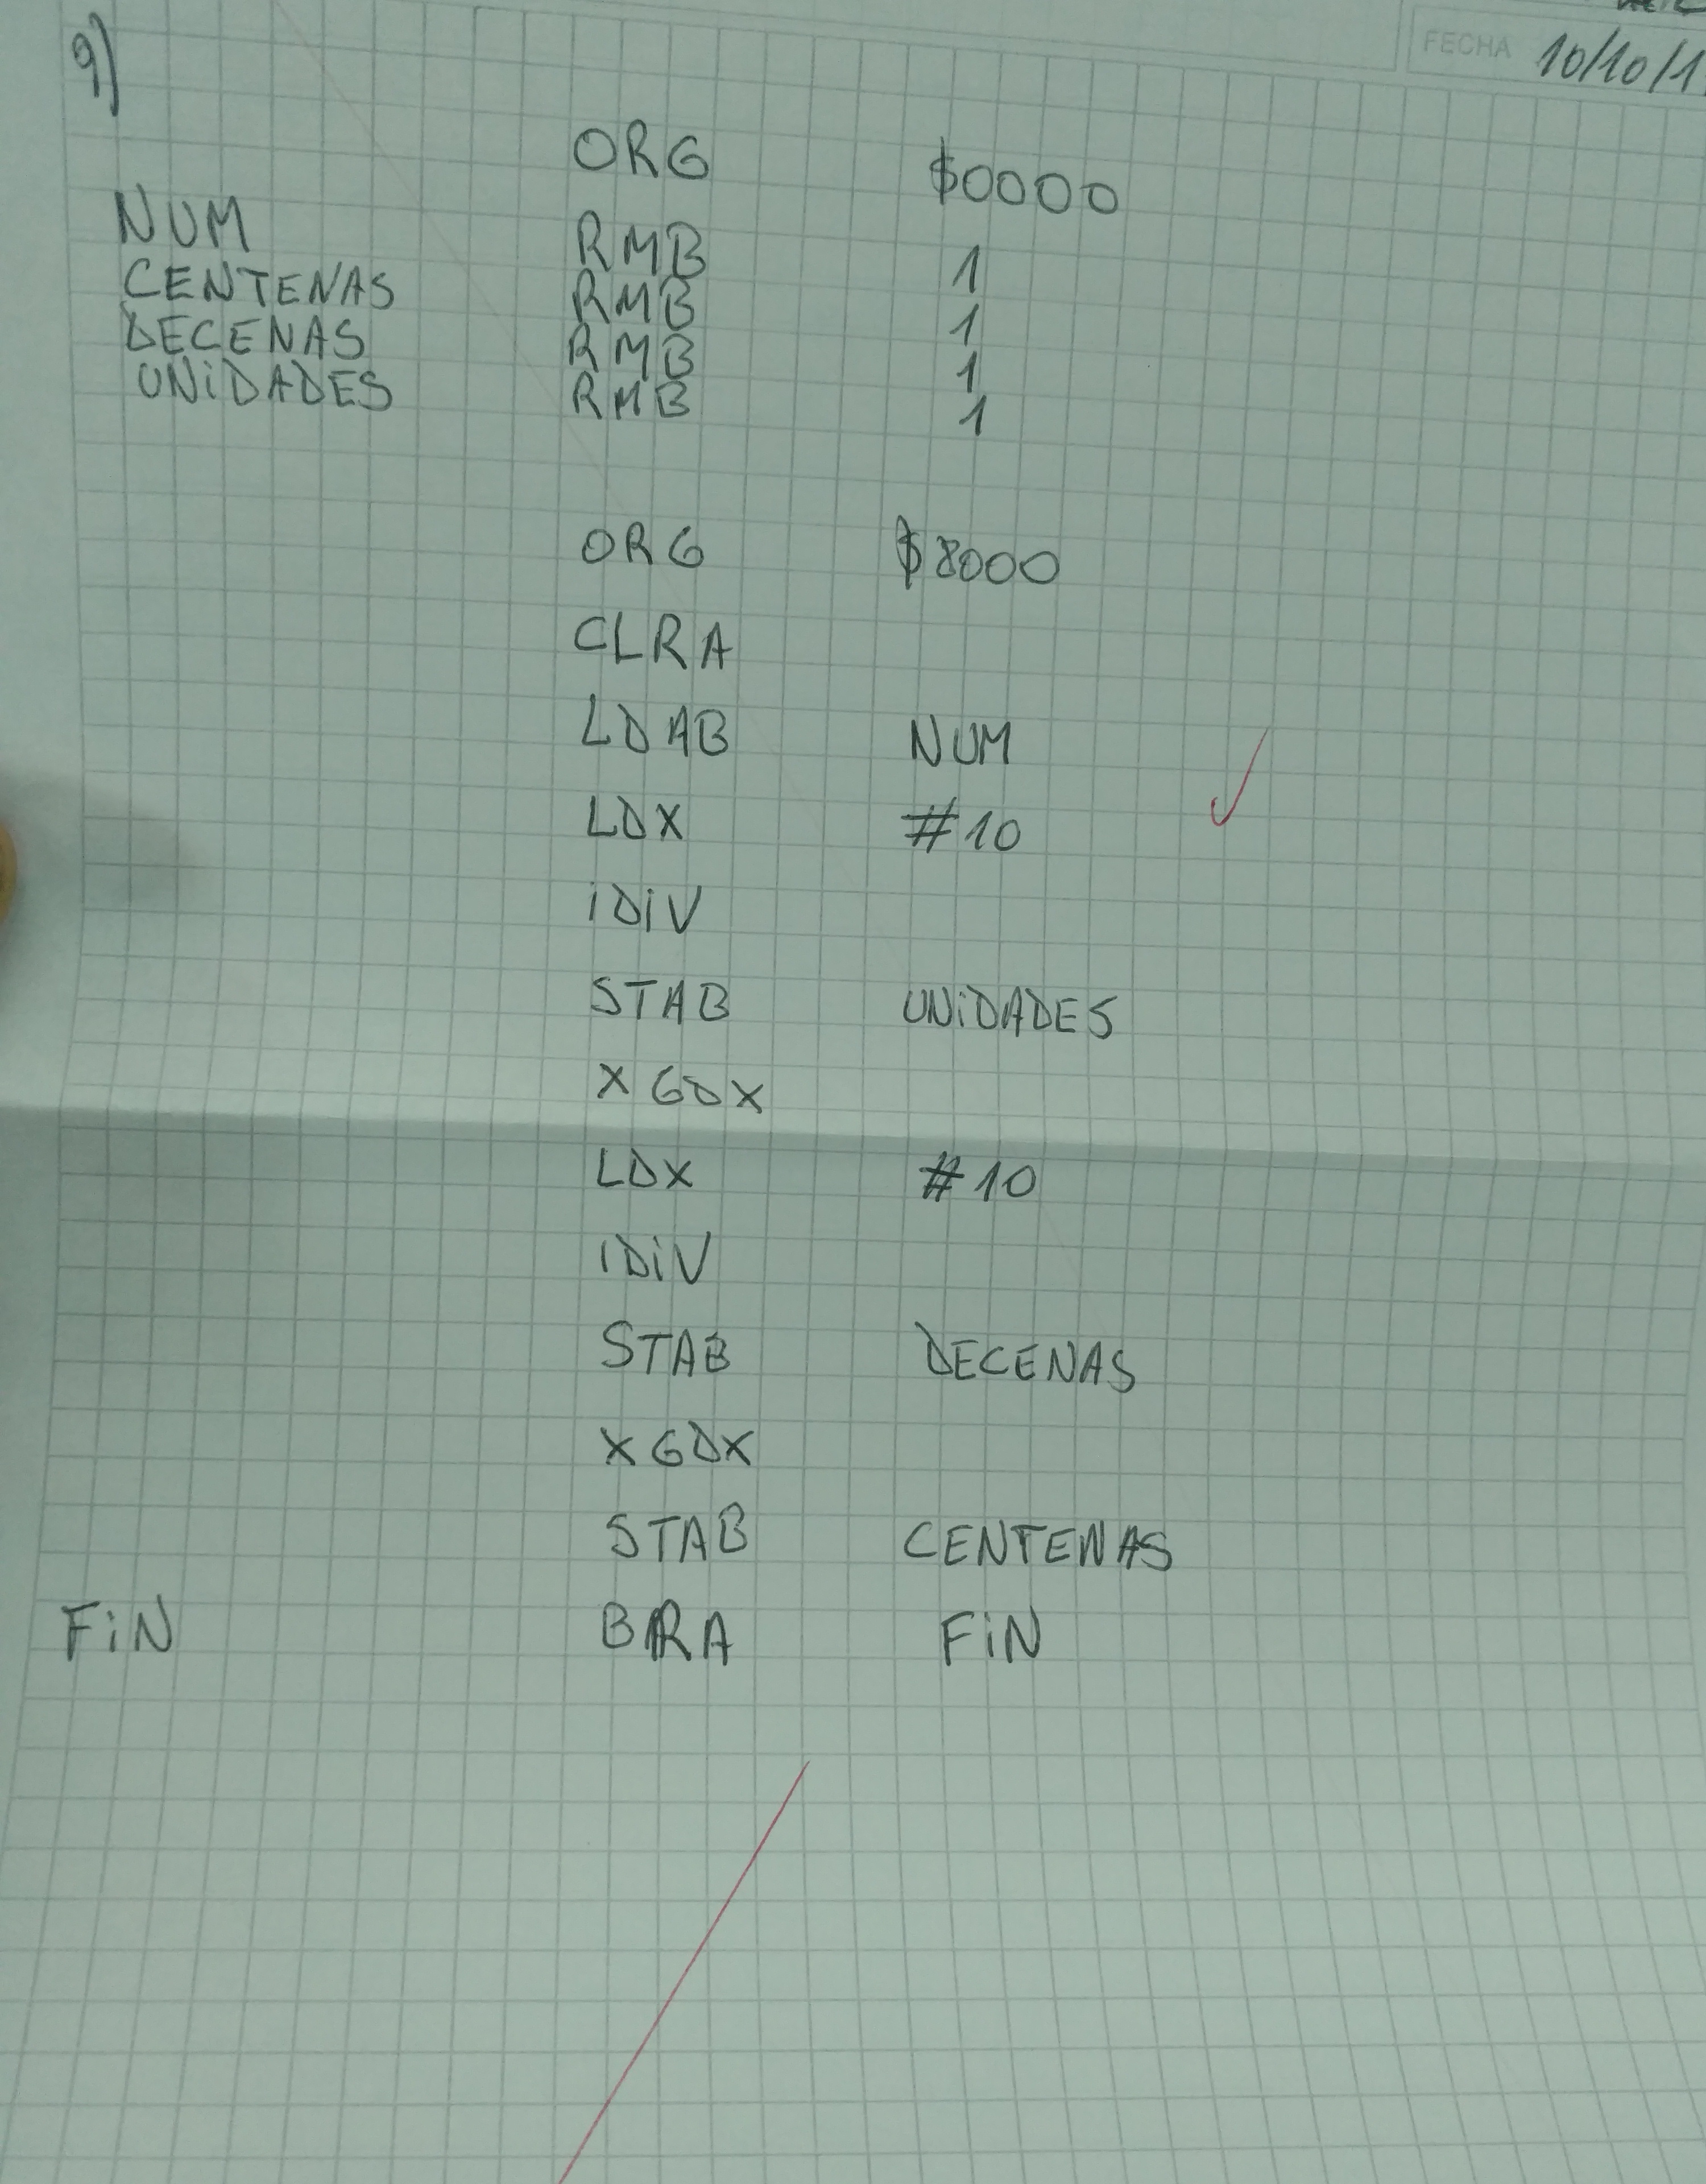 FECHA 10/10/1
9)
ORG $0000
NUM RMB 1
CENTENAS RMB 1
DECENAS RMB 1
UNiDADES RMB 1
ORG $8000
CLRA
LDAB NUM
LDX #10
iDiV
STAB UNiDADES
XGDX
LDX #10
IDiV
STAB DECENAS
XGDX
STAB CENTENAS
FiN BRA FiN